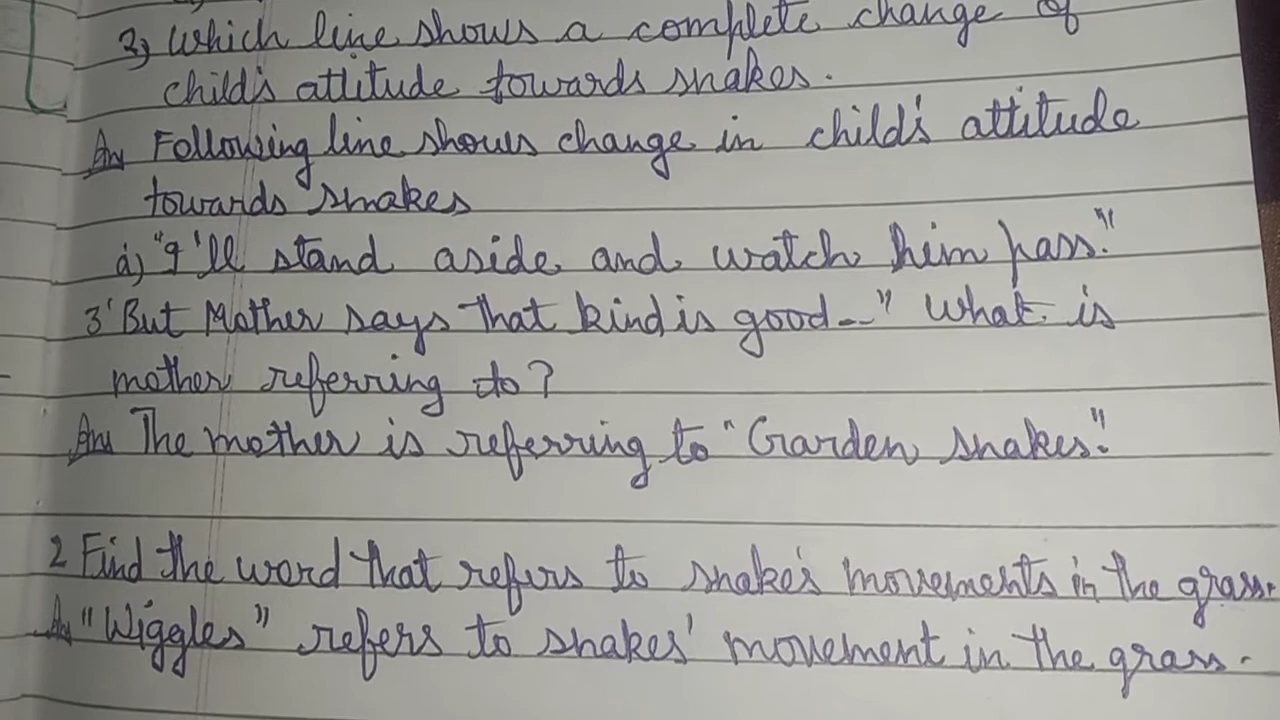 2) Which line shows a complete change of
child's attitude towards snakes.
Ans Following line shows change in child's attitude
towards snakes
a) "I'll stand aside and watch him pass."
3 'But Mother says that kind is good--" What is
mother referring to?
Ans The mother is referring to "Garden snakes."
2 Find the word that refers to snake's movements in the grass.
An "Wiggles" refers to snakes' movement in the grass.